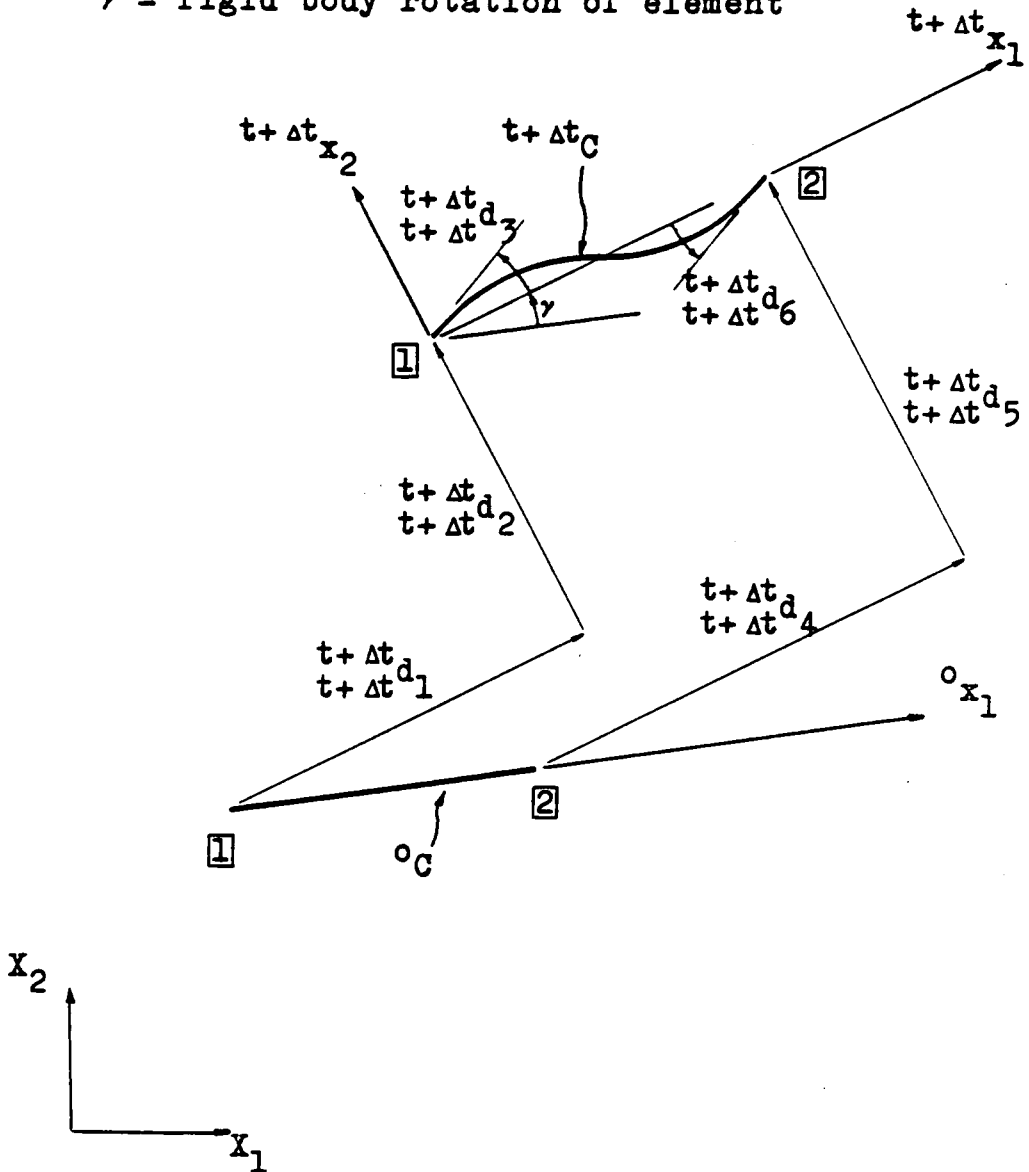 γ = rigid body rotation of element
t+ Δt x1
t+ Δt x2
t+ Δt C
2
t+ Δt
t+ Δt d3
t+ Δt
t+ Δt d6
γ
1
t+ Δt
t+ Δt d5
t+ Δt
t+ Δt d2
t+ Δt
t+ Δt d4
t+ Δt
t+ Δt d1
o x1
2
1
o C
X2
X1